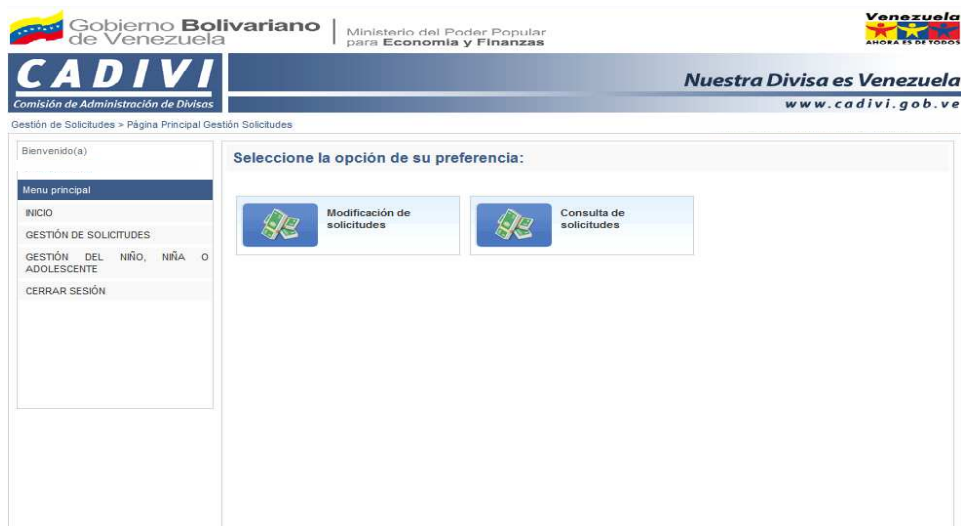 Gobierno Bolivariano
de Venezuela
Ministerio del Poder Popular
para Economía y Finanzas
Venezuela
AHORA ES DE TODOS
CADIVI
Comisión de Administración de Divisas
Nuestra Divisa es Venezuela
www.cadivi.gob.ve
Gestión de Solicitudes > Página Principal Gestión Solicitudes
Bienvenido(a)
Menu principal
INICIO
GESTIÓN DE SOLICITUDES
GESTIÓN DEL NIÑO, NIÑA O
ADOLESCENTE
CERRAR SESIÓN
Seleccione la opción de su preferencia:
Modificación de
solicitudes
Consulta de
solicitudes